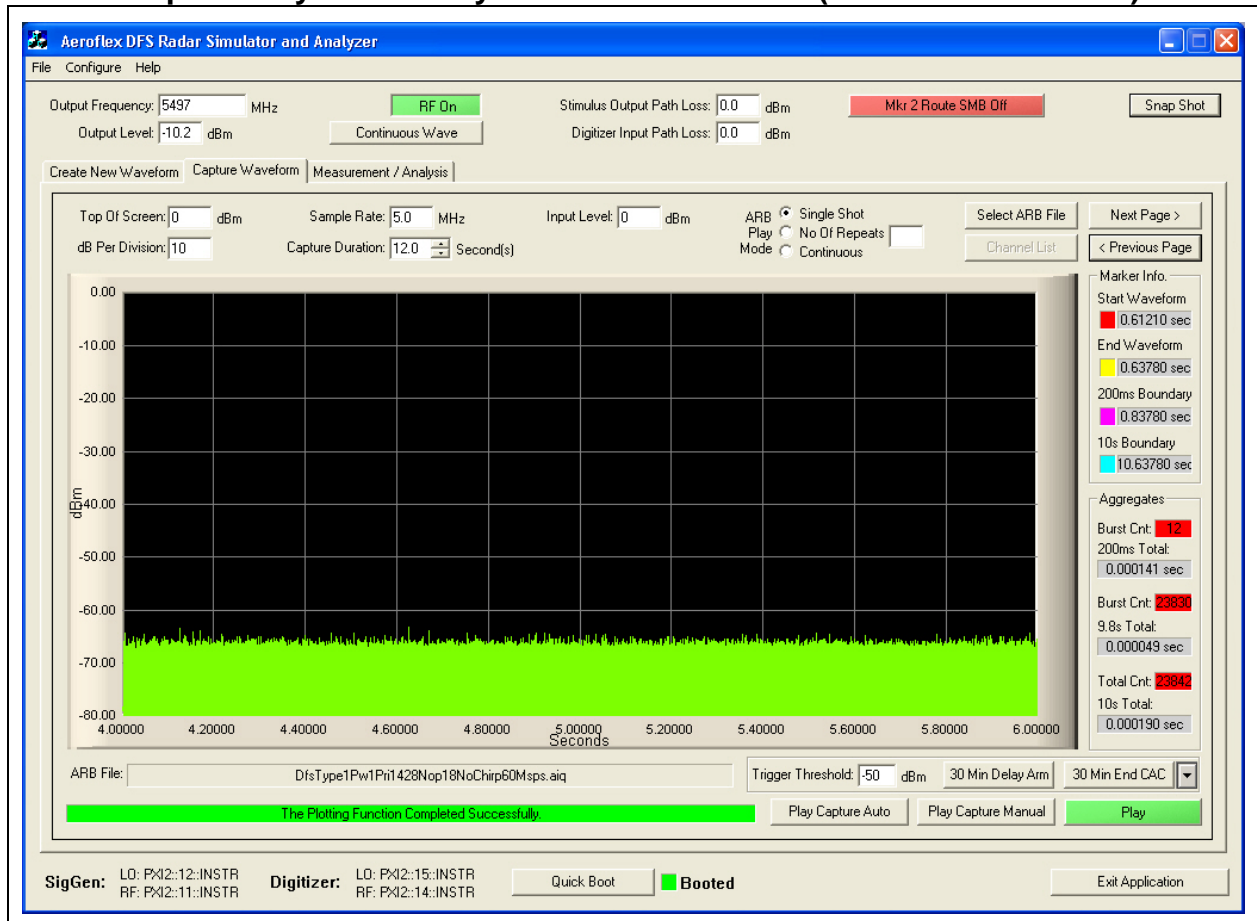 Aeroflex DFS Radar Simulator and Analyzer
File Configure Help
Output Frequency: 5497 MHz
RF On
Stimulus Output Path Loss: 0.0 dBm
Mkr 2 Route SMB Off
Snap Shot
Output Level: -10.2 dBm
Continuous Wave
Digitizer Input Path Loss: 0.0 dBm
Create New Waveform Capture Waveform Measurement / Analysis
Top Of Screen: 0 dBm
Sample Rate: 5.0 MHz
Input Level: 0 dBm
ARB Play Mode
Single Shot
No Of Repeats
Continuous
Select ARB File
Next Page >
dB Per Division: 10
Capture Duration: 12.0 Second(s)
Channel List
< Previous Page
0.00
-10.00
-20.00
-30.00
-40.00
-50.00
-60.00
-70.00
-80.00
dBm
4.00000 4.20000 4.40000 4.60000 4.80000 5.00000 5.20000 5.40000 5.60000 5.80000 6.00000
Seconds
Marker Info.
Start Waveform
0.61210 sec
End Waveform
0.63780 sec
200ms Boundary
0.83780 sec
10s Boundary
10.63780 sec
Aggregates
Burst Cnt: 12
200ms Total:
0.000141 sec
Burst Cnt: 23830
9.8s Total:
0.000049 sec
Total Cnt: 23842
10s Total:
0.000190 sec
ARB File: DfsType1Pw1Pri1428Nop18NoChirp60Msps.aiq
Trigger Threshold: -50 dBm
30 Min Delay Arm
30 Min End CAC
The Plotting Function Completed Successfully.
Play Capture Auto
Play Capture Manual
Play
SigGen: LO: PXI2::12::INSTR
RF: PXI2::11::INSTR
Digitizer: LO: PXI2::15::INSTR
RF: PXI2::14::INSTR
Quick Boot
Booted
Exit Application